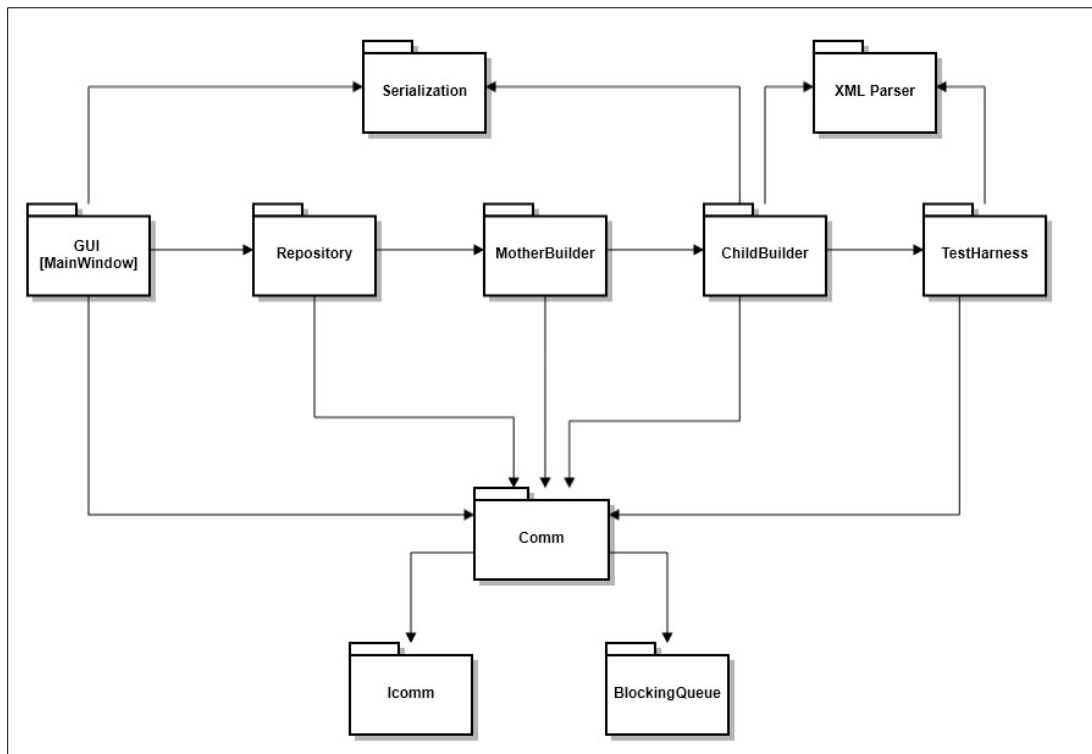 Serialization
XML Parser
GUI
[MainWindow]
Repository
MotherBuilder
ChildBuilder
TestHarness
Comm
Icomm
BlockingQueue